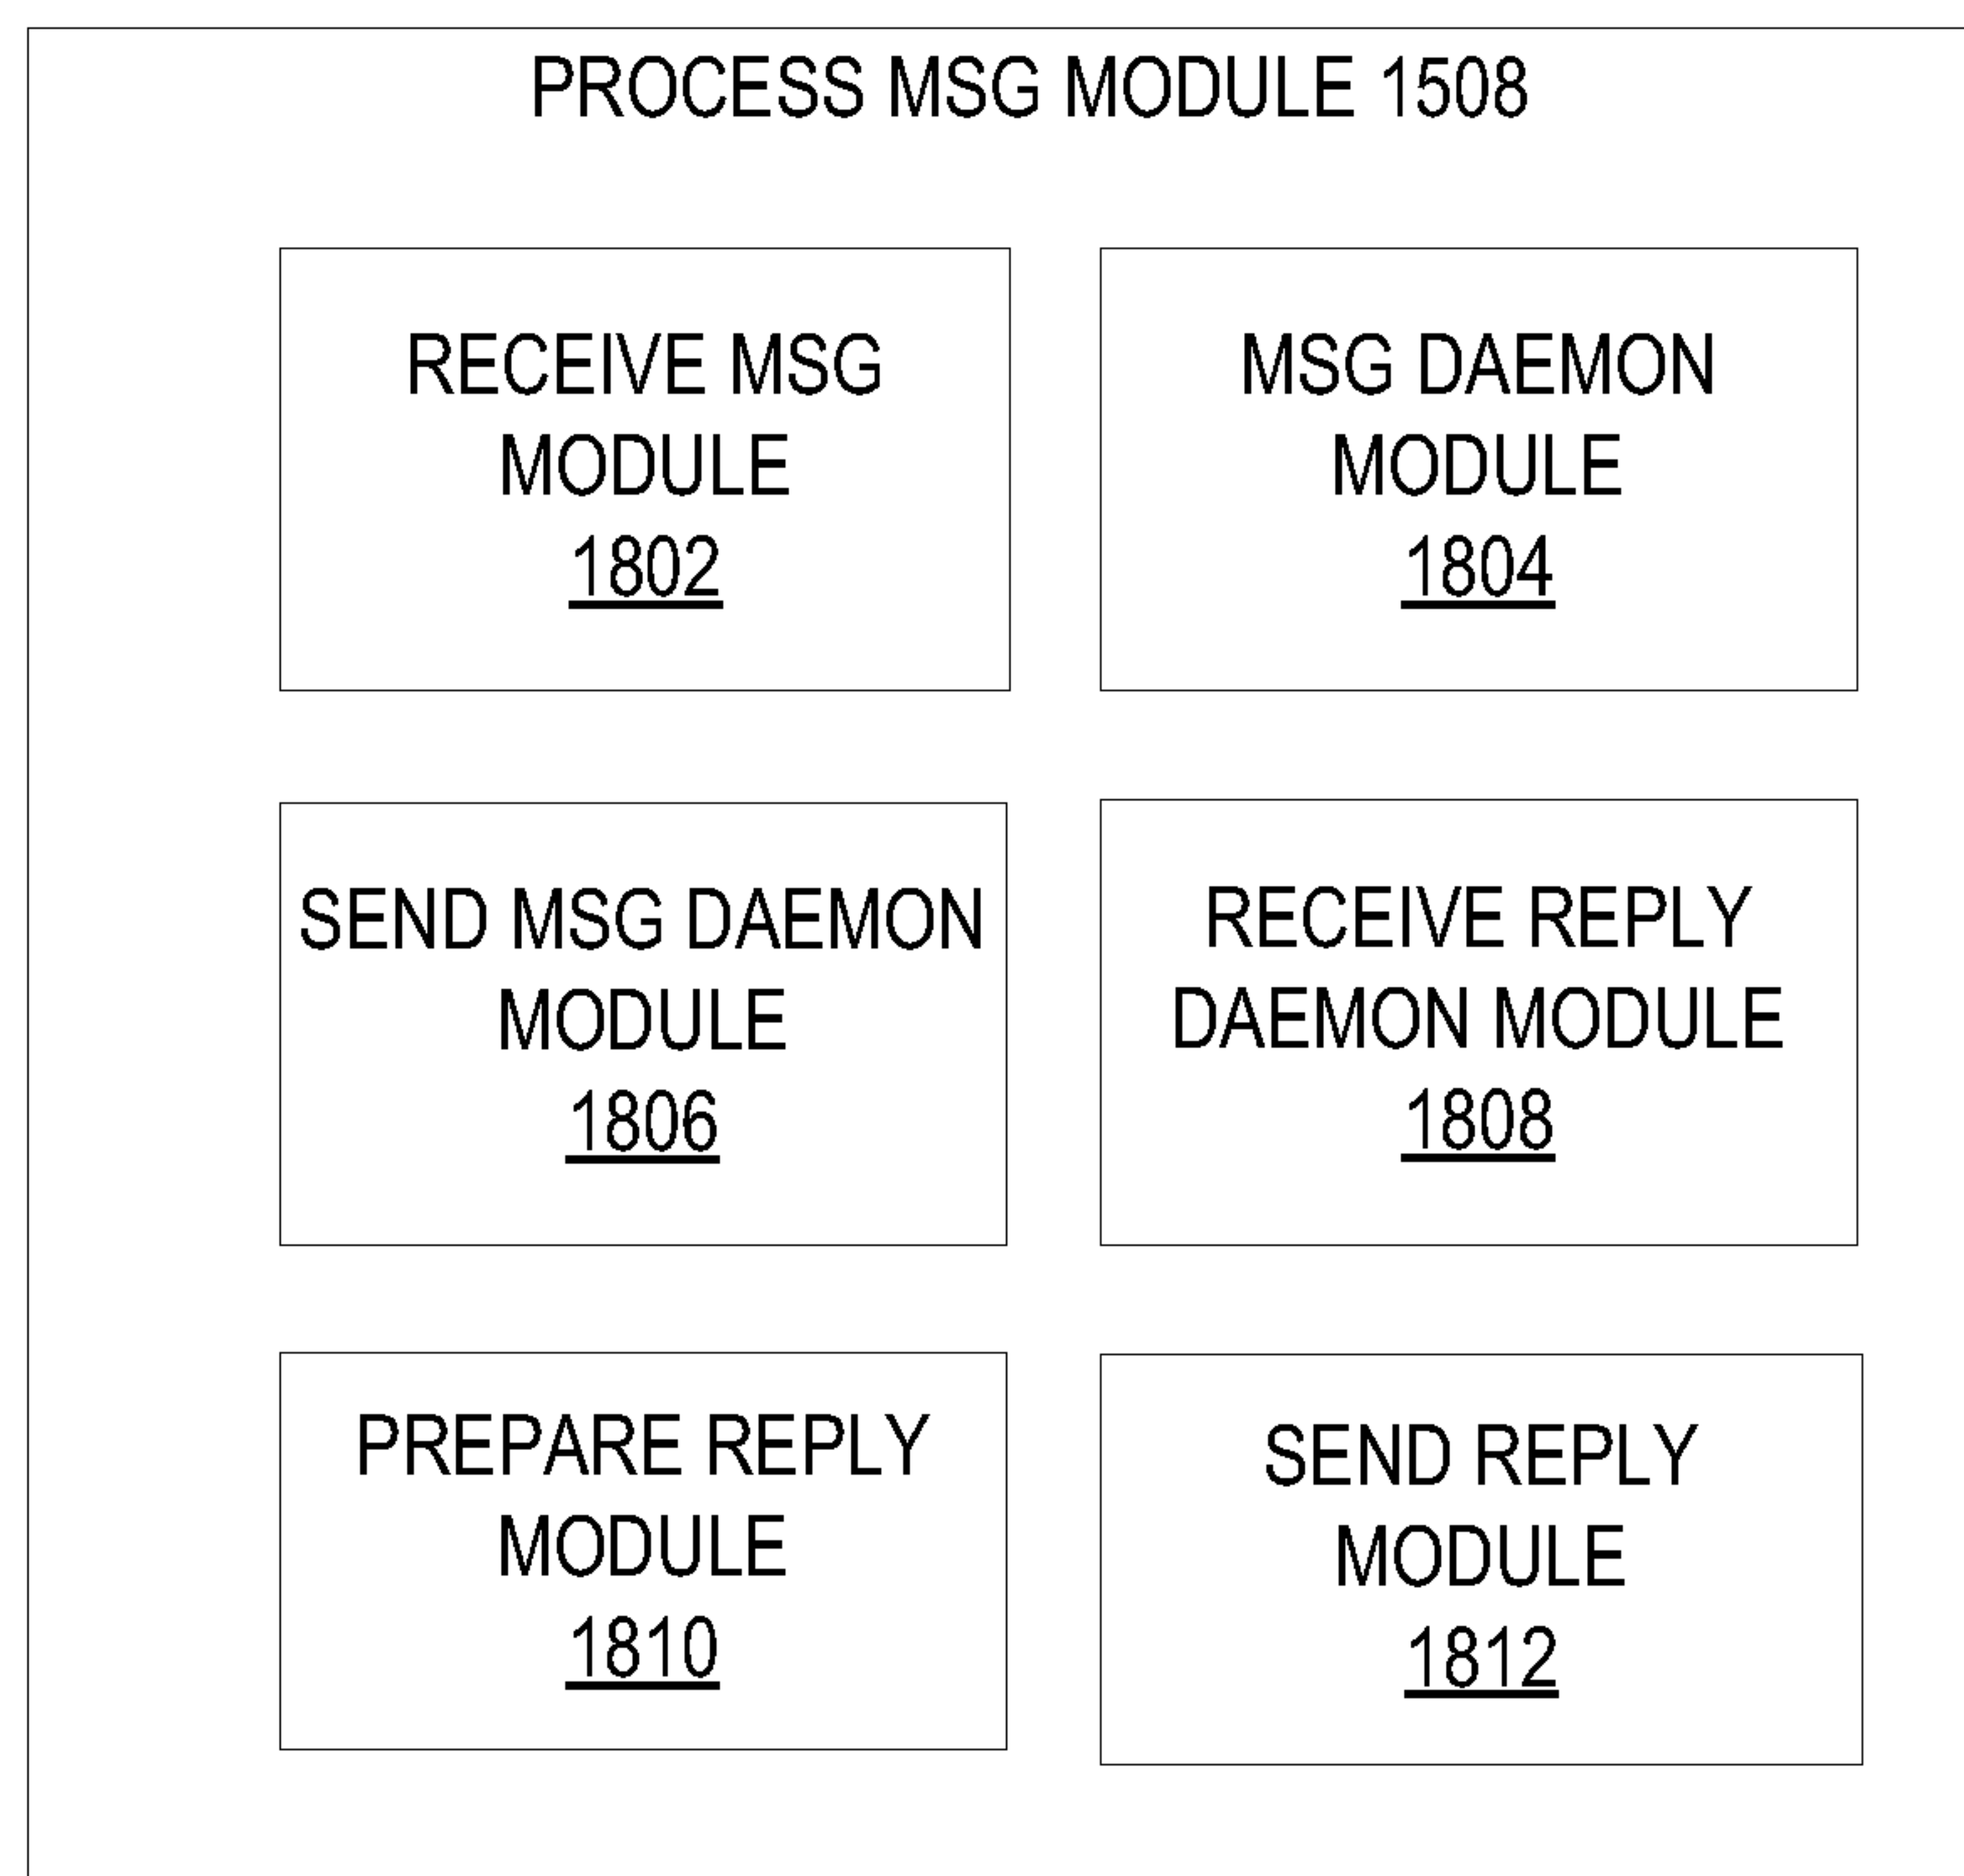 PROCESS MSG MODULE 1508
RECEIVE MSG
MODULE
1802
MSG DAEMON
MODULE
1804
SEND MSG DAEMON
MODULE
1806
RECEIVE REPLY
DAEMON MODULE
1808
PREPARE REPLY
MODULE
1810
SEND REPLY
MODULE
1812